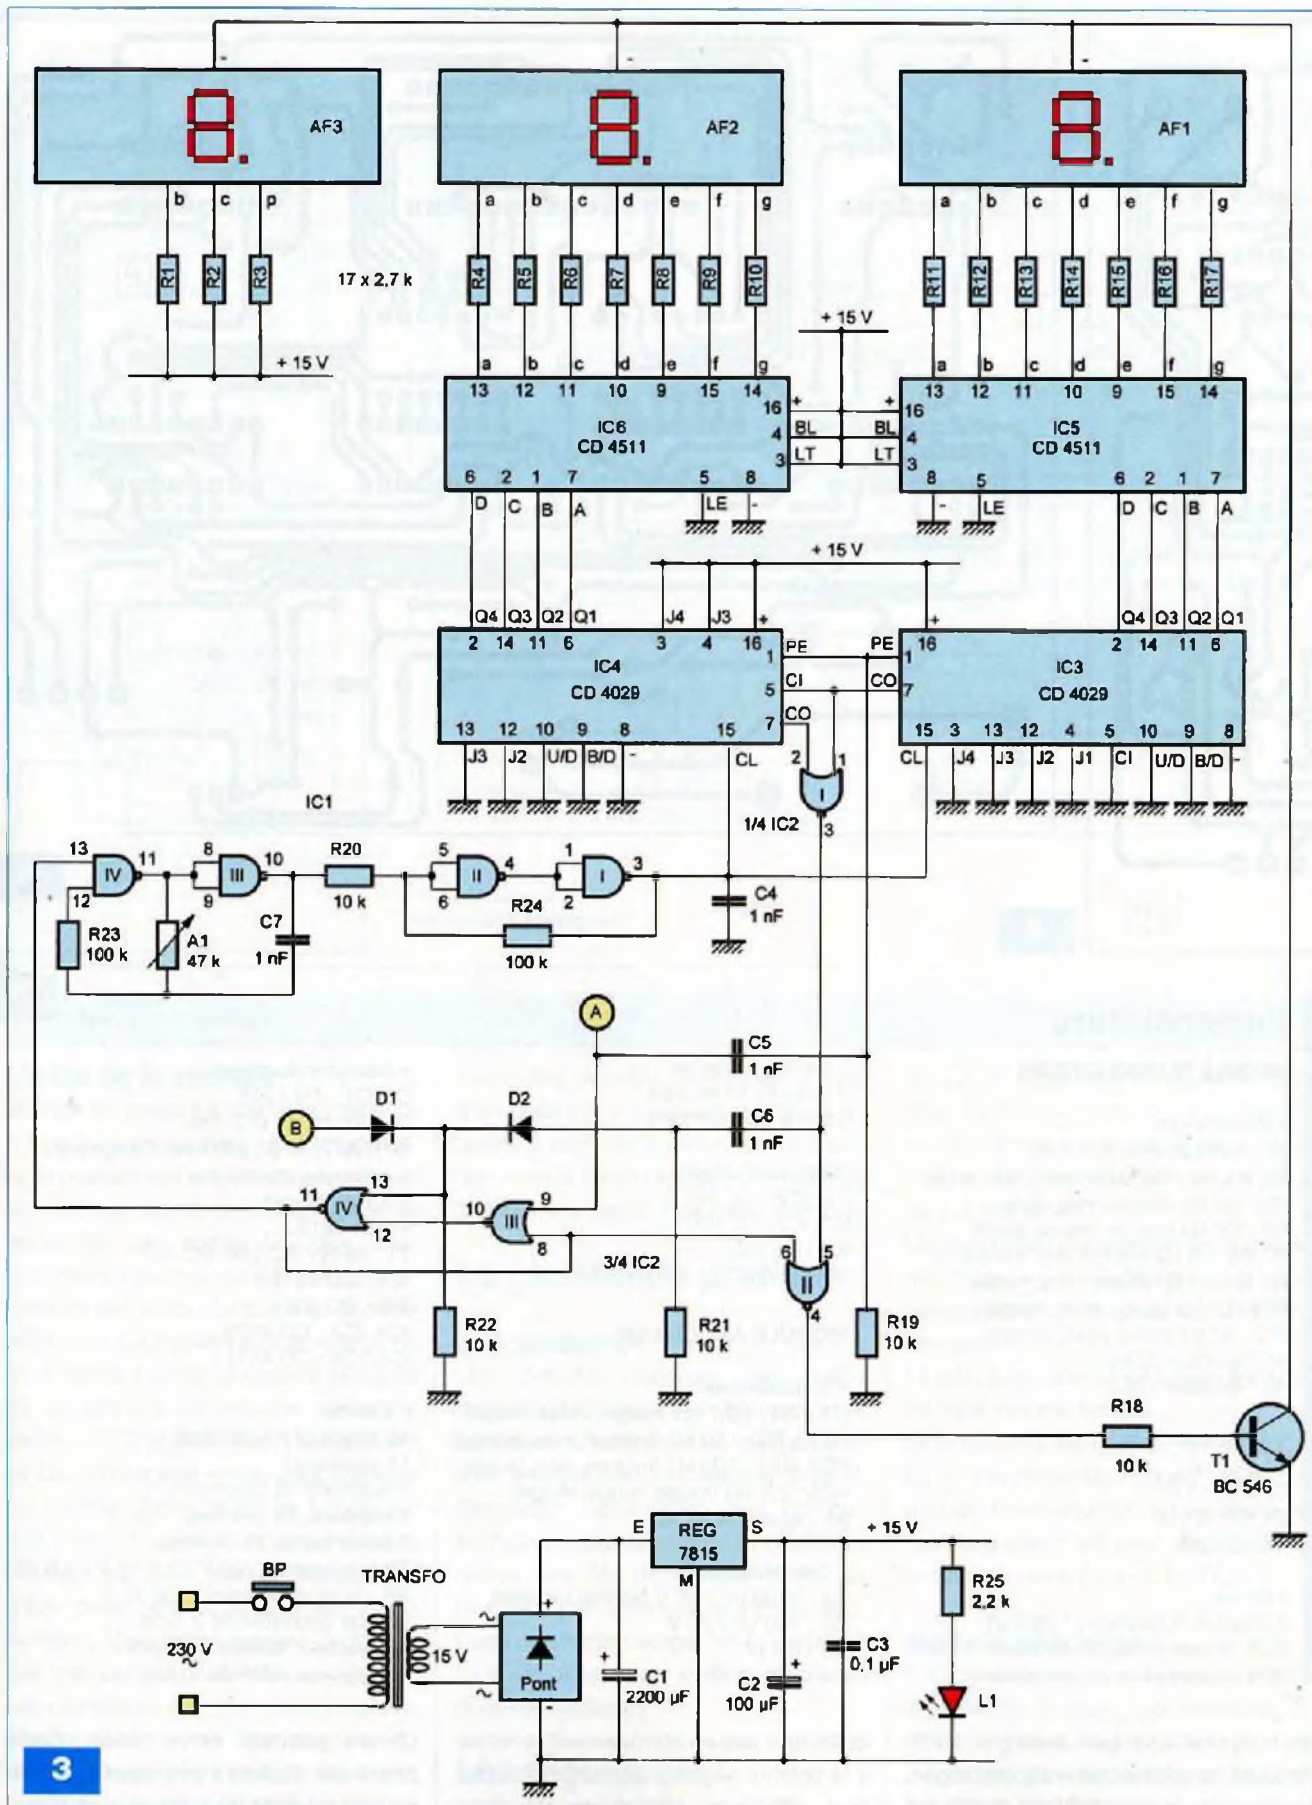 - - -
AF3 AF2 AF1
b c p a b c d e f g a b c d e f g
R1 R2 R3 17 x 2,7 k R4 R5 R6 R7 R8 R9 R10 R11 R12 R13 R14 R15 R16 R17
+ 15 V
+ 15 V
a b c d e f g a b c d e f g
13 12 11 10 9 15 14 13 12 11 10 9 15 14
16 + + 16
IC6 IC5
CD 4511 CD 4511
4 BL BL 4
3 LT LT 3
6 2 1 7 5 8 8 5 6 2 1 7
D C B A LE - - LE D C B A
+ 15 V
Q4 Q3 Q2 Q1 J4 J3 + + Q4 Q3 Q2 Q1
2 14 11 6 3 4 16 16 2 14 11 6
1 PE PE 1
IC4 IC3
CD 4029 CD 4029
5 CI CO 7
7 CO
13 12 10 9 8 15 15 3 13 12 4 5 10 9 8
J3 J2 U/D B/D - CL 2 1 CL J4 J3 J2 J1 CI U/D B/D -
I
1/4 IC2
3
IC1
13 11 8 10 R20 5 4 1 3
IV III II I
12 9 10 k 6 2
R23
100 k
A1
47 k
C7
1 nF
R24
100 k
C4
1 nF
A
C5
1 nF
B D1 D2
C6
1 nF
11 IV 13 12 10 III 9 8
3/4 IC2
6 5
II
4
R22
10 k
R21
10 k
R19
10 k
R18
10 k
T1
BC 546
E REG S + 15 V
7815
M
BP
TRANSFO
230 V
~
15 V
~
~
Pont
-
+
C1
2200 µF
+
C2
100 µF
C3
0,1 µF
R25
2,2 k
L1
3